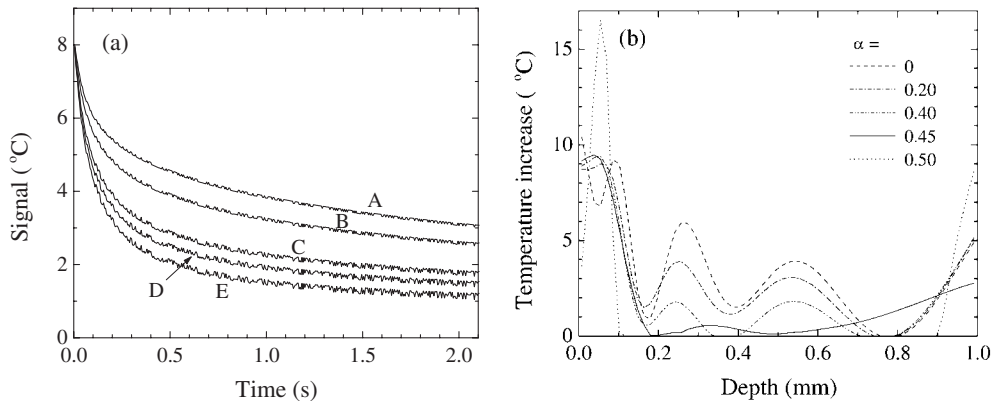 (a)
Signal (°C)
8
6
4
2
0
A
B
C
D
E
0.0
0.5
1.0
1.5
2.0
Time (s)
(b)
Temperature increase ( °C)
15
10
5
0
α =
0
0.20
0.40
0.45
0.50
0.0
0.2
0.4
0.6
0.8
1.0
Depth (mm)